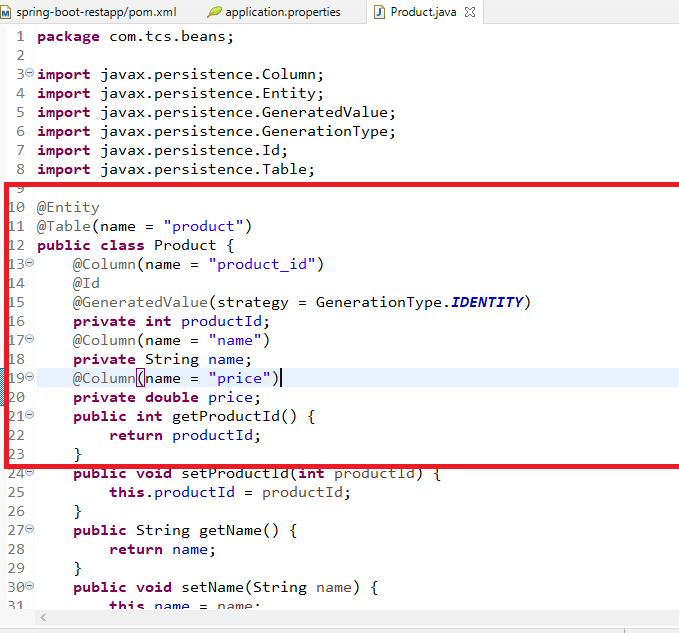 spring-boot-restapp/pom.xml application.properties Product.java
1 package com.tcs.beans;
2
3 import javax.persistence.Column;
4 import javax.persistence.Entity;
5 import javax.persistence.GeneratedValue;
6 import javax.persistence.GenerationType;
7 import javax.persistence.Id;
8 import javax.persistence.Table;
9
10 @Entity
11 @Table(name = "product")
12 public class Product {
13 @Column(name = "product_id")
14 @Id
15 @GeneratedValue(strategy = GenerationType.IDENTITY)
16 private int productId;
17 @Column(name = "name")
18 private String name;
19 @Column(name = "price")
20 private double price;
21 public int getProductId() {
22 return productId;
23 }
24 public void setProductId(int productId) {
25 this.productId = productId;
26 }
27 public String getName() {
28 return name;
29 }
30 public void setName(String name) {
31 this.name = name;